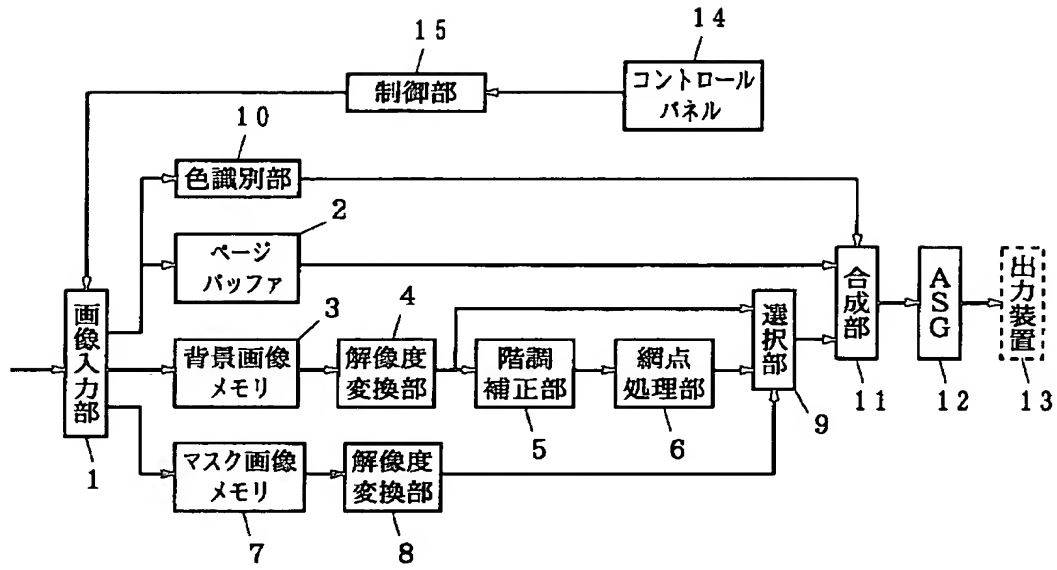 15
14
制御部
コントロール
パネル
10
色識別部
2
ページ
バッファ
画像入力部
1
3
背景画像
メモリ
4
解像度
変換部
階調
補正部
5
網点
処理部
6
選択部
9
合成部
11
ASG
12
出力装置
13
マスク画像
メモリ
7
解像度
変換部
8